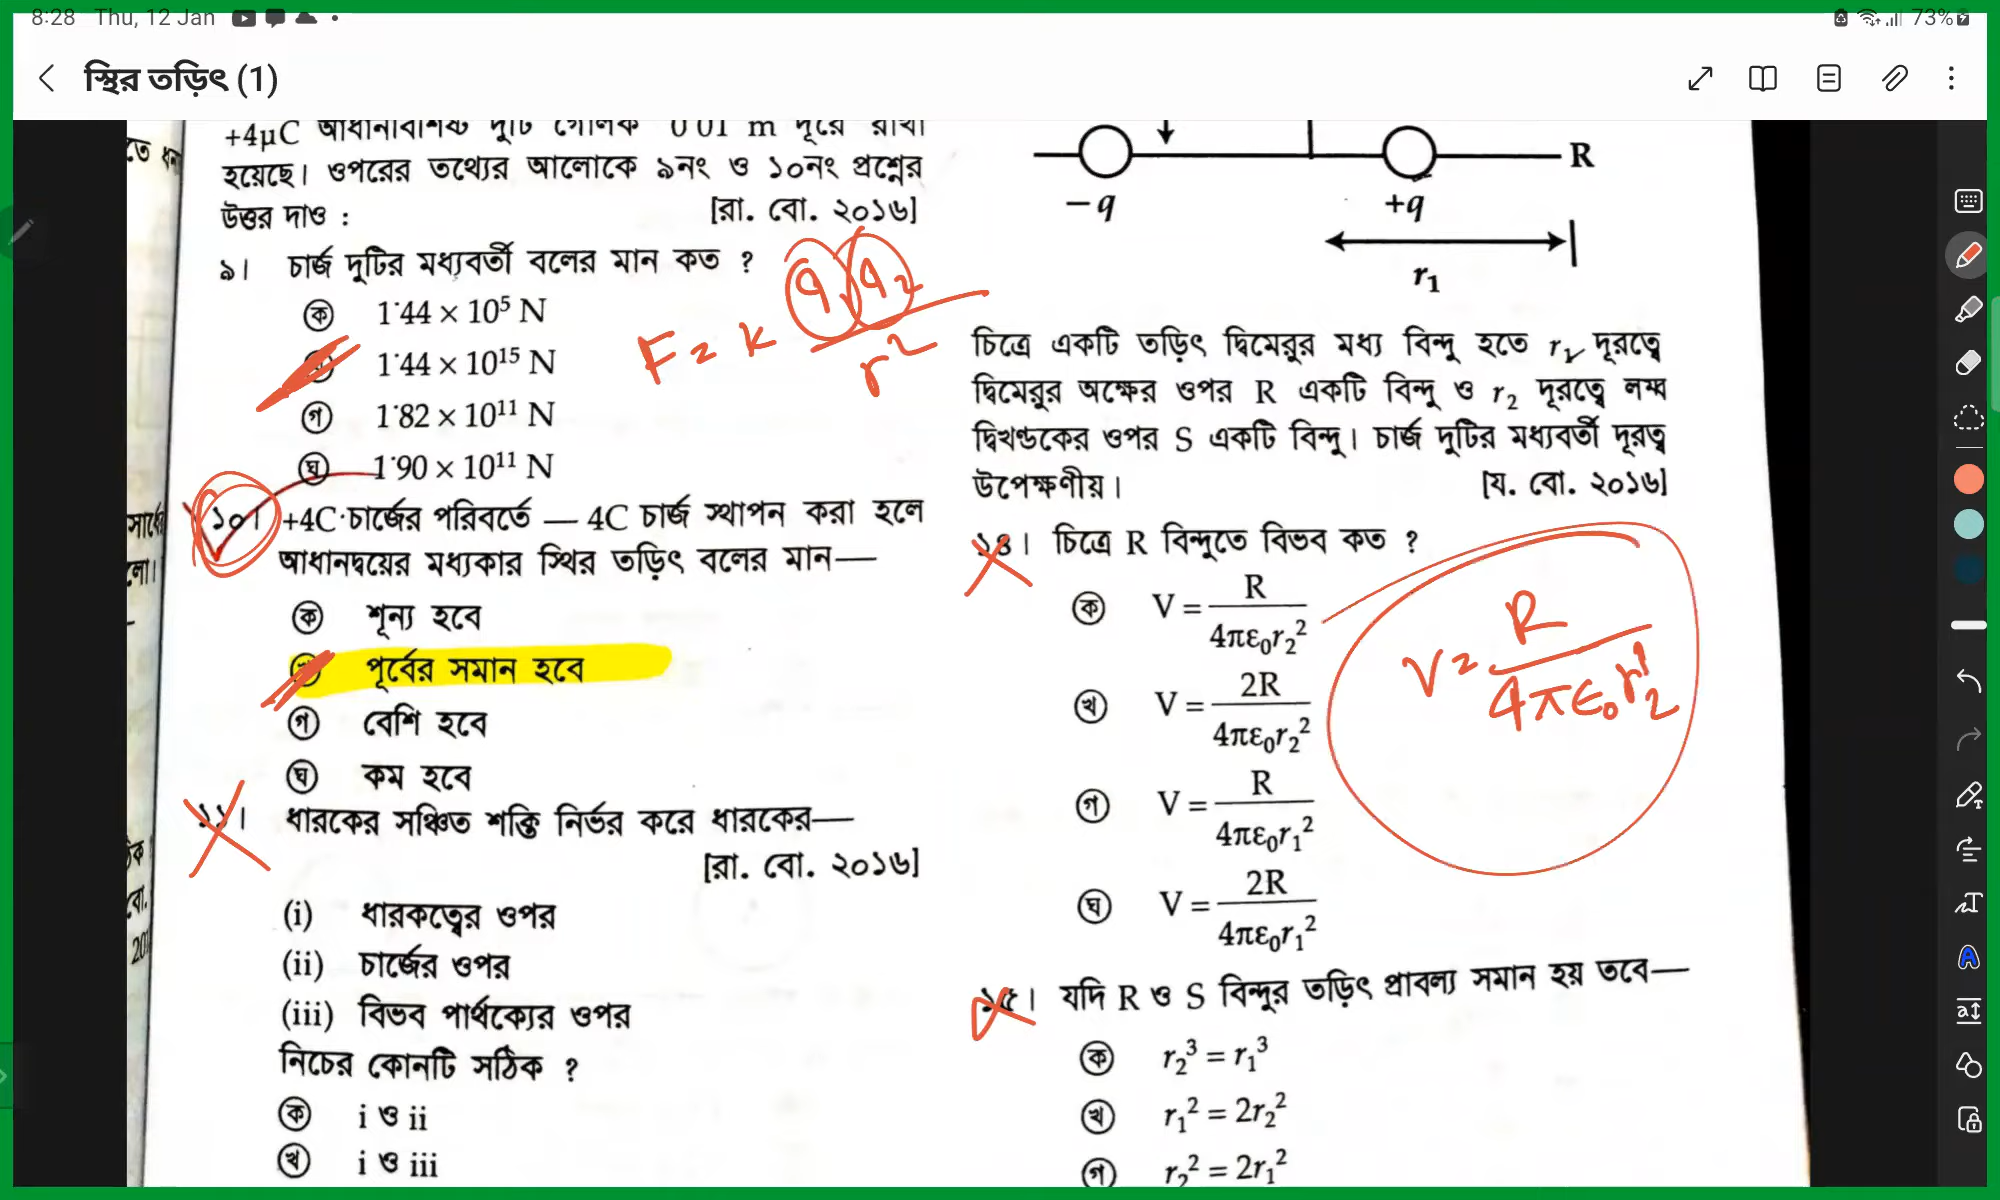 8:28 Thu, 12 Jan
73%
স্থির তড়িৎ (1)
+4μC আধানবিশিষ্ট দুটি গোলক 0·01 m দূরে রাখা
হয়েছে। ওপরের তথ্যের আলোকে ৯নং ও ১০নং প্রশ্নের
উত্তর দাও :
[রা. বো. ২০১৬]
৯। চার্জ দুটির মধ্যবর্তী বলের মান কত ?
ক 1·44 × 10⁵ N
1·44 × 10¹⁵ N
গ 1·82 × 10¹¹ N
ঘ 1·90 × 10¹¹ N
F = k q₁q₂/r²
১০। +4C চার্জের পরিবর্তে — 4C চার্জ স্থাপন করা হলে
আধানদ্বয়ের মধ্যকার স্থির তড়িৎ বলের মান—
ক শূন্য হবে
পূর্বের সমান হবে
গ বেশি হবে
ঘ কম হবে
১১। ধারকের সঞ্চিত শক্তি নির্ভর করে ধারকের—
[রা. বো. ২০১৬]
(i) ধারকত্বের ওপর
(ii) চার্জের ওপর
(iii) বিভব পার্থক্যের ওপর
নিচের কোনটি সঠিক ?
ক i ও ii
খ i ও iii
R
−q +q
r₁
চিত্রে একটি তড়িৎ দ্বিমেরুর মধ্য বিন্দু হতে r₁ দূরত্বে
দ্বিমেরুর অক্ষের ওপর R একটি বিন্দু ও r₂ দূরত্বে লম্ব
দ্বিখণ্ডকের ওপর S একটি বিন্দু। চার্জ দুটির মধ্যবর্তী দূরত্ব
উপেক্ষণীয়।
[য. বো. ২০১৬]
১৪। চিত্রে R বিন্দুতে বিভব কত ?
ক V = R/4πε₀r₂²
খ V = 2R/4πε₀r₂²
গ V = R/4πε₀r₁²
ঘ V = 2R/4πε₀r₁²
১৫। যদি R ও S বিন্দুর তড়িৎ প্রাবল্য সমান হয় তবে—
ক r₂³ = r₁³
খ r₁² = 2r₂²
গ r₂² = 2r₁²